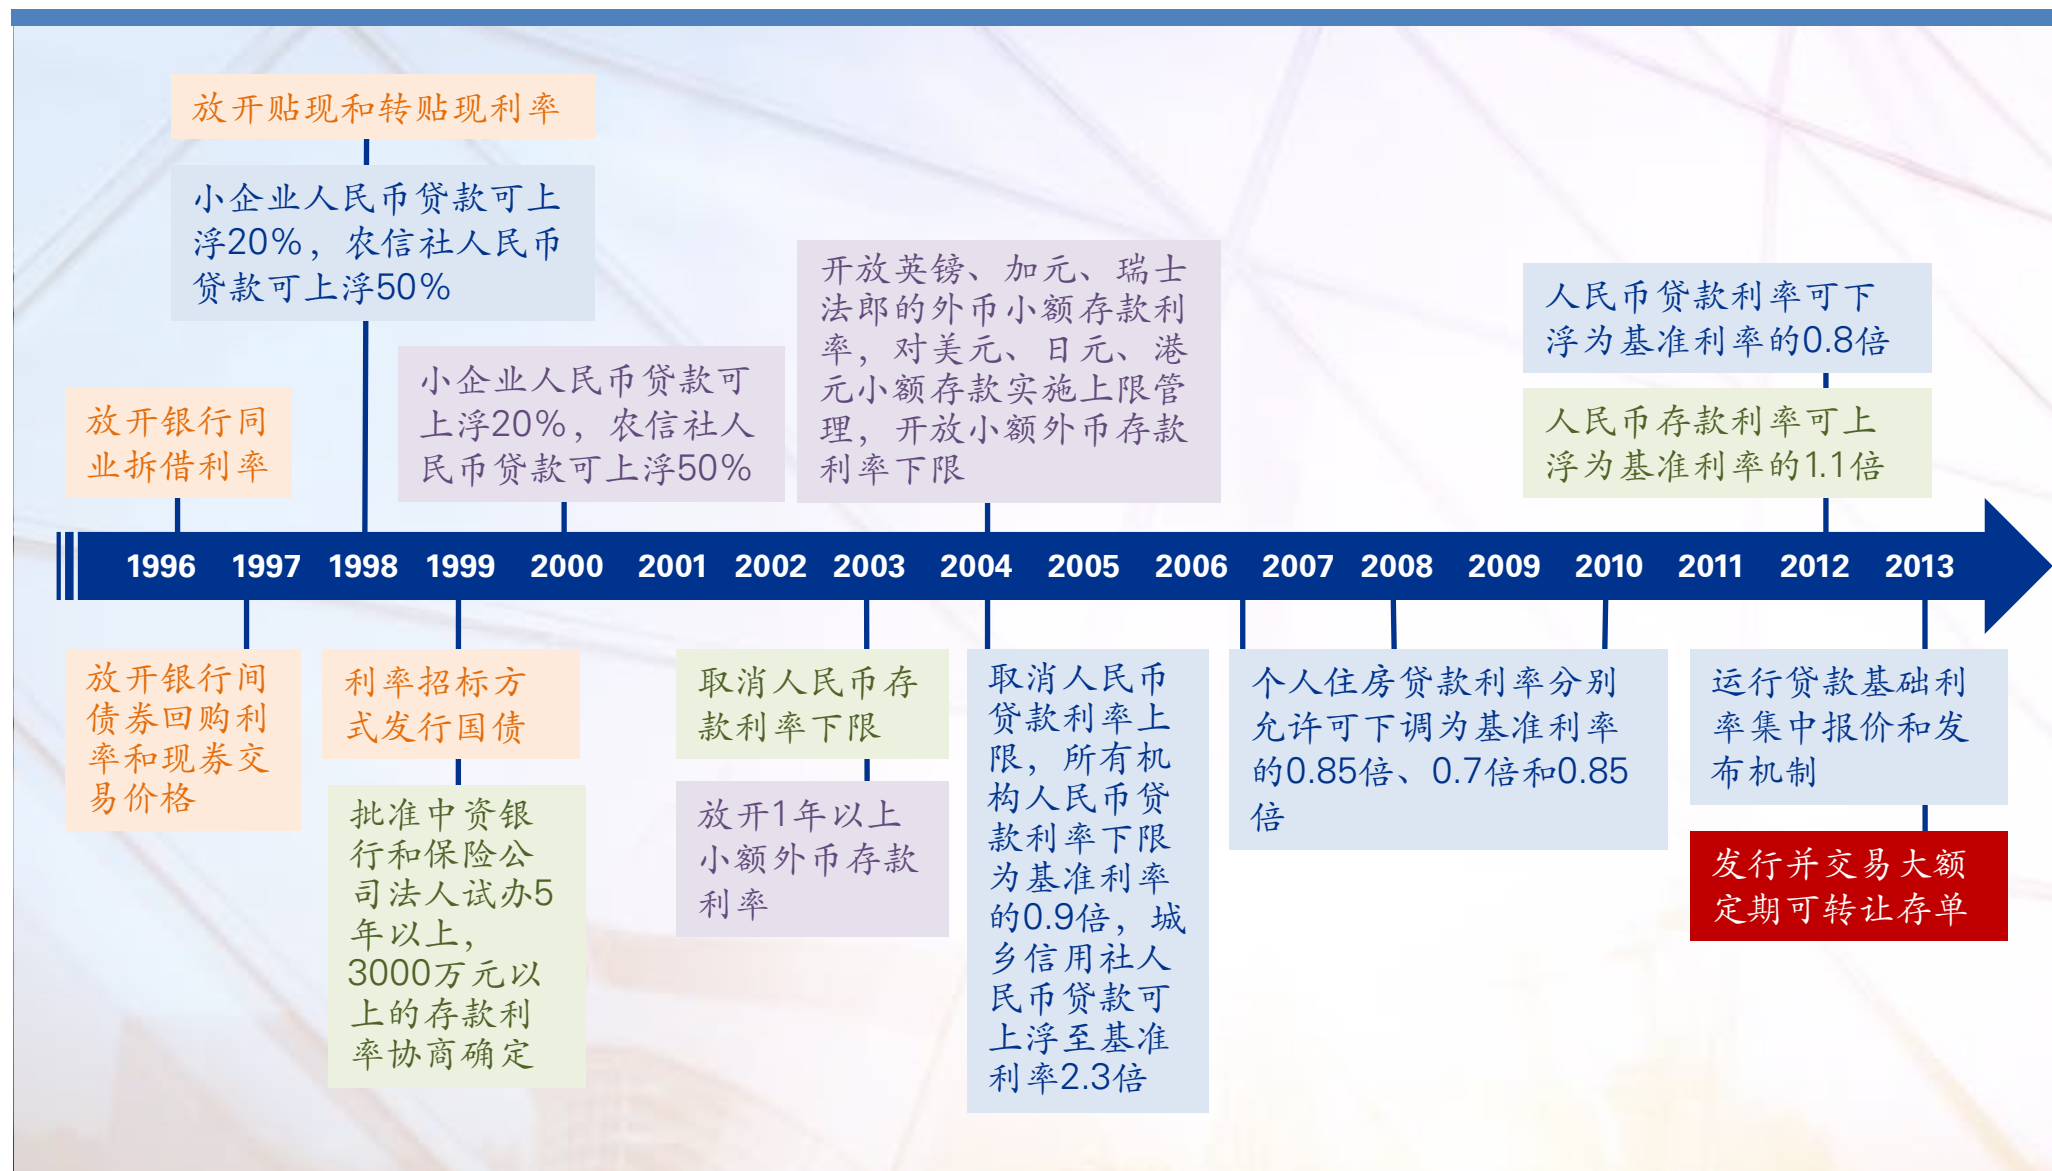 放开贴现和转贴现利率
小企业人民币贷款可上
浮20%，农信社人民币
贷款可上浮50%
放开银行同
业拆借利率
小企业人民币贷款可
上浮20%，农信社人
民币贷款可上浮50%
开放英镑、加元、瑞士
法郎的外币小额存款利
率，对美元、日元、港
元小额存款实施上限管
理，开放小额外币存款
利率下限
人民币贷款利率可下
浮为基准利率的0.8倍
人民币存款利率可上
浮为基准利率的1.1倍
1996 1997 1998 1999 2000 2001 2002 2003 2004 2005 2006 2007 2008 2009 2010 2011 2012 2013
放开银行间
债券回购利
率和现券交
易价格
利率招标方
式发行国债
批准中资银
行和保险公
司法人试办5
年以上，
3000万元以
上的存款利
率协商确定
取消人民币存
款利率下限
放开1年以上
小额外币存款
利率
取消人民币
贷款利率上
限，所有机
构人民币贷
款利率下限
为基准利率
的0.9倍，城
乡信用社人
民币贷款可
上浮至基准
利率2.3倍
个人住房贷款利率分别
允许可下调为基准利率
的0.85倍、0.7倍和0.85
倍
运行贷款基础利
率集中报价和发
布机制
发行并交易大额
定期可转让存单